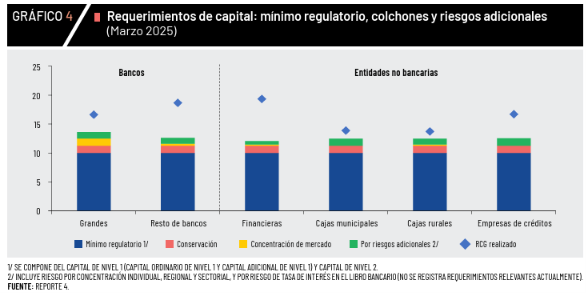 GRÁFICO 4
Requerimientos de capital: mínimo regulatorio, colchones y riesgos adicionales
(Marzo 2025)
Bancos
Entidades no bancarias
25
20
15
10
5
0
Grandes
Resto de bancos
Financieras
Cajas municipales
Cajas rurales
Empresas de créditos
Mínimo regulatorio 1/
Conservación
Concentración de mercado
Por riesgos adicionales 2/
RCG realizado
1/ SE COMPONE DEL CAPITAL DE NIVEL 1 (CAPITAL ORDINARIO DE NIVEL 1 Y CAPITAL ADICIONAL DE NIVEL 1) Y CAPITAL DE NIVEL 2.
2/ INCLUYE RIESGO POR CONCENTRACIÓN INDIVIDUAL, REGIONAL Y SECTORIAL, Y POR RIESGO DE TASA DE INTERÉS EN EL LIBRO BANCARIO (NO SE REGISTRA REQUERIMIENTOS RELEVANTES ACTUALMENTE).
FUENTE: REPORTE 4.